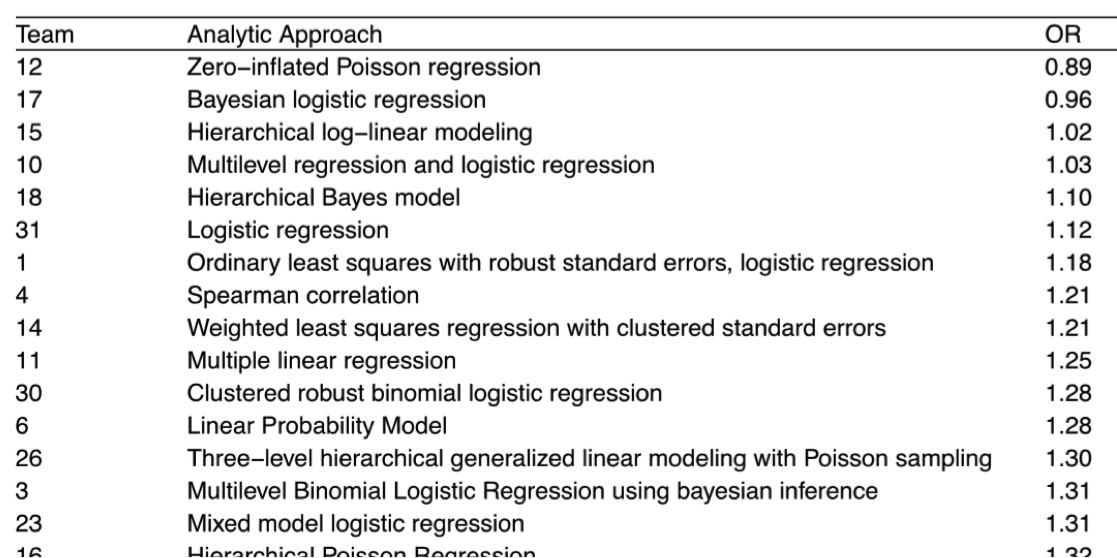 Team Analytic Approach OR
12 Zero−inflated Poisson regression 0.89
17 Bayesian logistic regression 0.96
15 Hierarchical log−linear modeling 1.02
10 Multilevel regression and logistic regression 1.03
18 Hierarchical Bayes model 1.10
31 Logistic regression 1.12
1 Ordinary least squares with robust standard errors, logistic regression 1.18
4 Spearman correlation 1.21
14 Weighted least squares regression with clustered standard errors 1.21
11 Multiple linear regression 1.25
30 Clustered robust binomial logistic regression 1.28
6 Linear Probability Model 1.28
26 Three−level hierarchical generalized linear modeling with Poisson sampling 1.30
3 Multilevel Binomial Logistic Regression using bayesian inference 1.31
23 Mixed model logistic regression 1.31
16 Hierarchical Poisson Regression 1.32